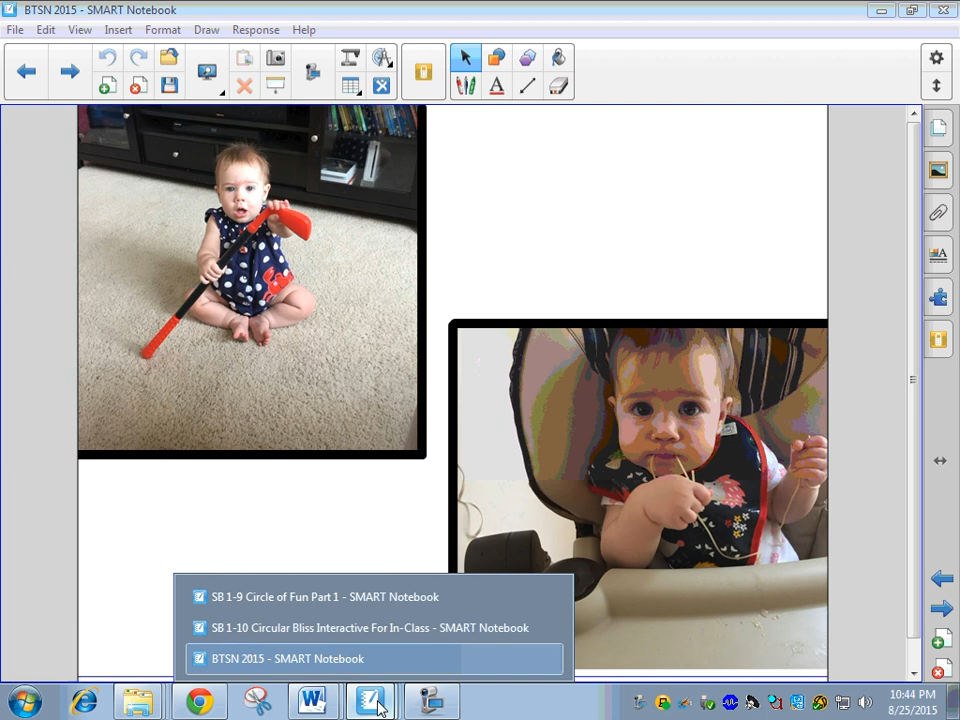 BTSN 2015 - SMART Notebook
File Edit View Insert Format Draw Response Help
SB 1-9 Circle of Fun Part 1 - SMART Notebook
SB 1-10 Circular Bliss Interactive For In-Class - SMART Notebook
BTSN 2015 - SMART Notebook
10:44 PM
8/25/2015